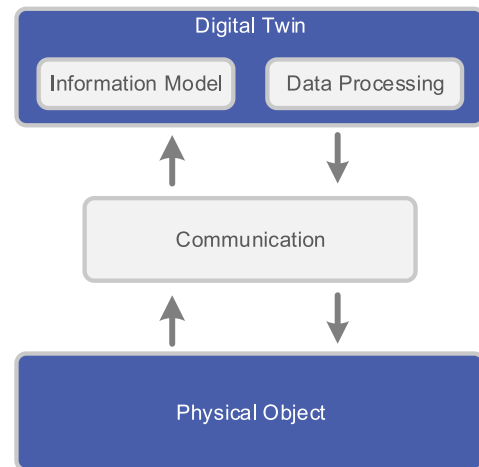 Digital Twin
Information Model
Data Processing
Communication
Physical Object